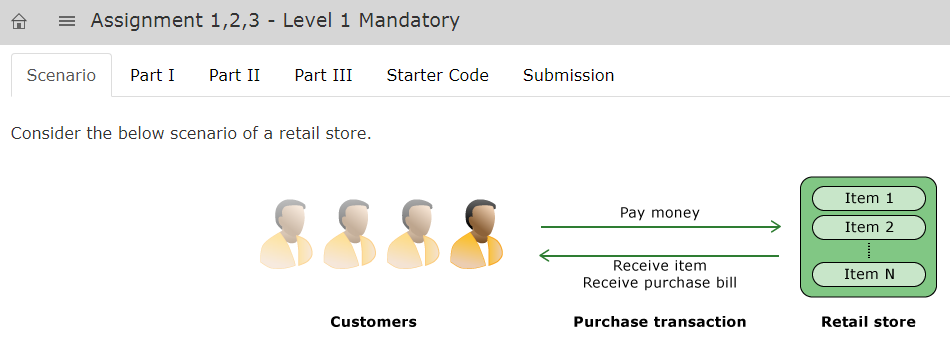 Assignment 1,2,3 - Level 1 Mandatory
Scenario Part I Part II Part III Starter Code Submission
Consider the below scenario of a retail store.
Pay money
Receive item
Receive purchase bill
Item 1
Item 2
Item N
Customers Purchase transaction Retail store